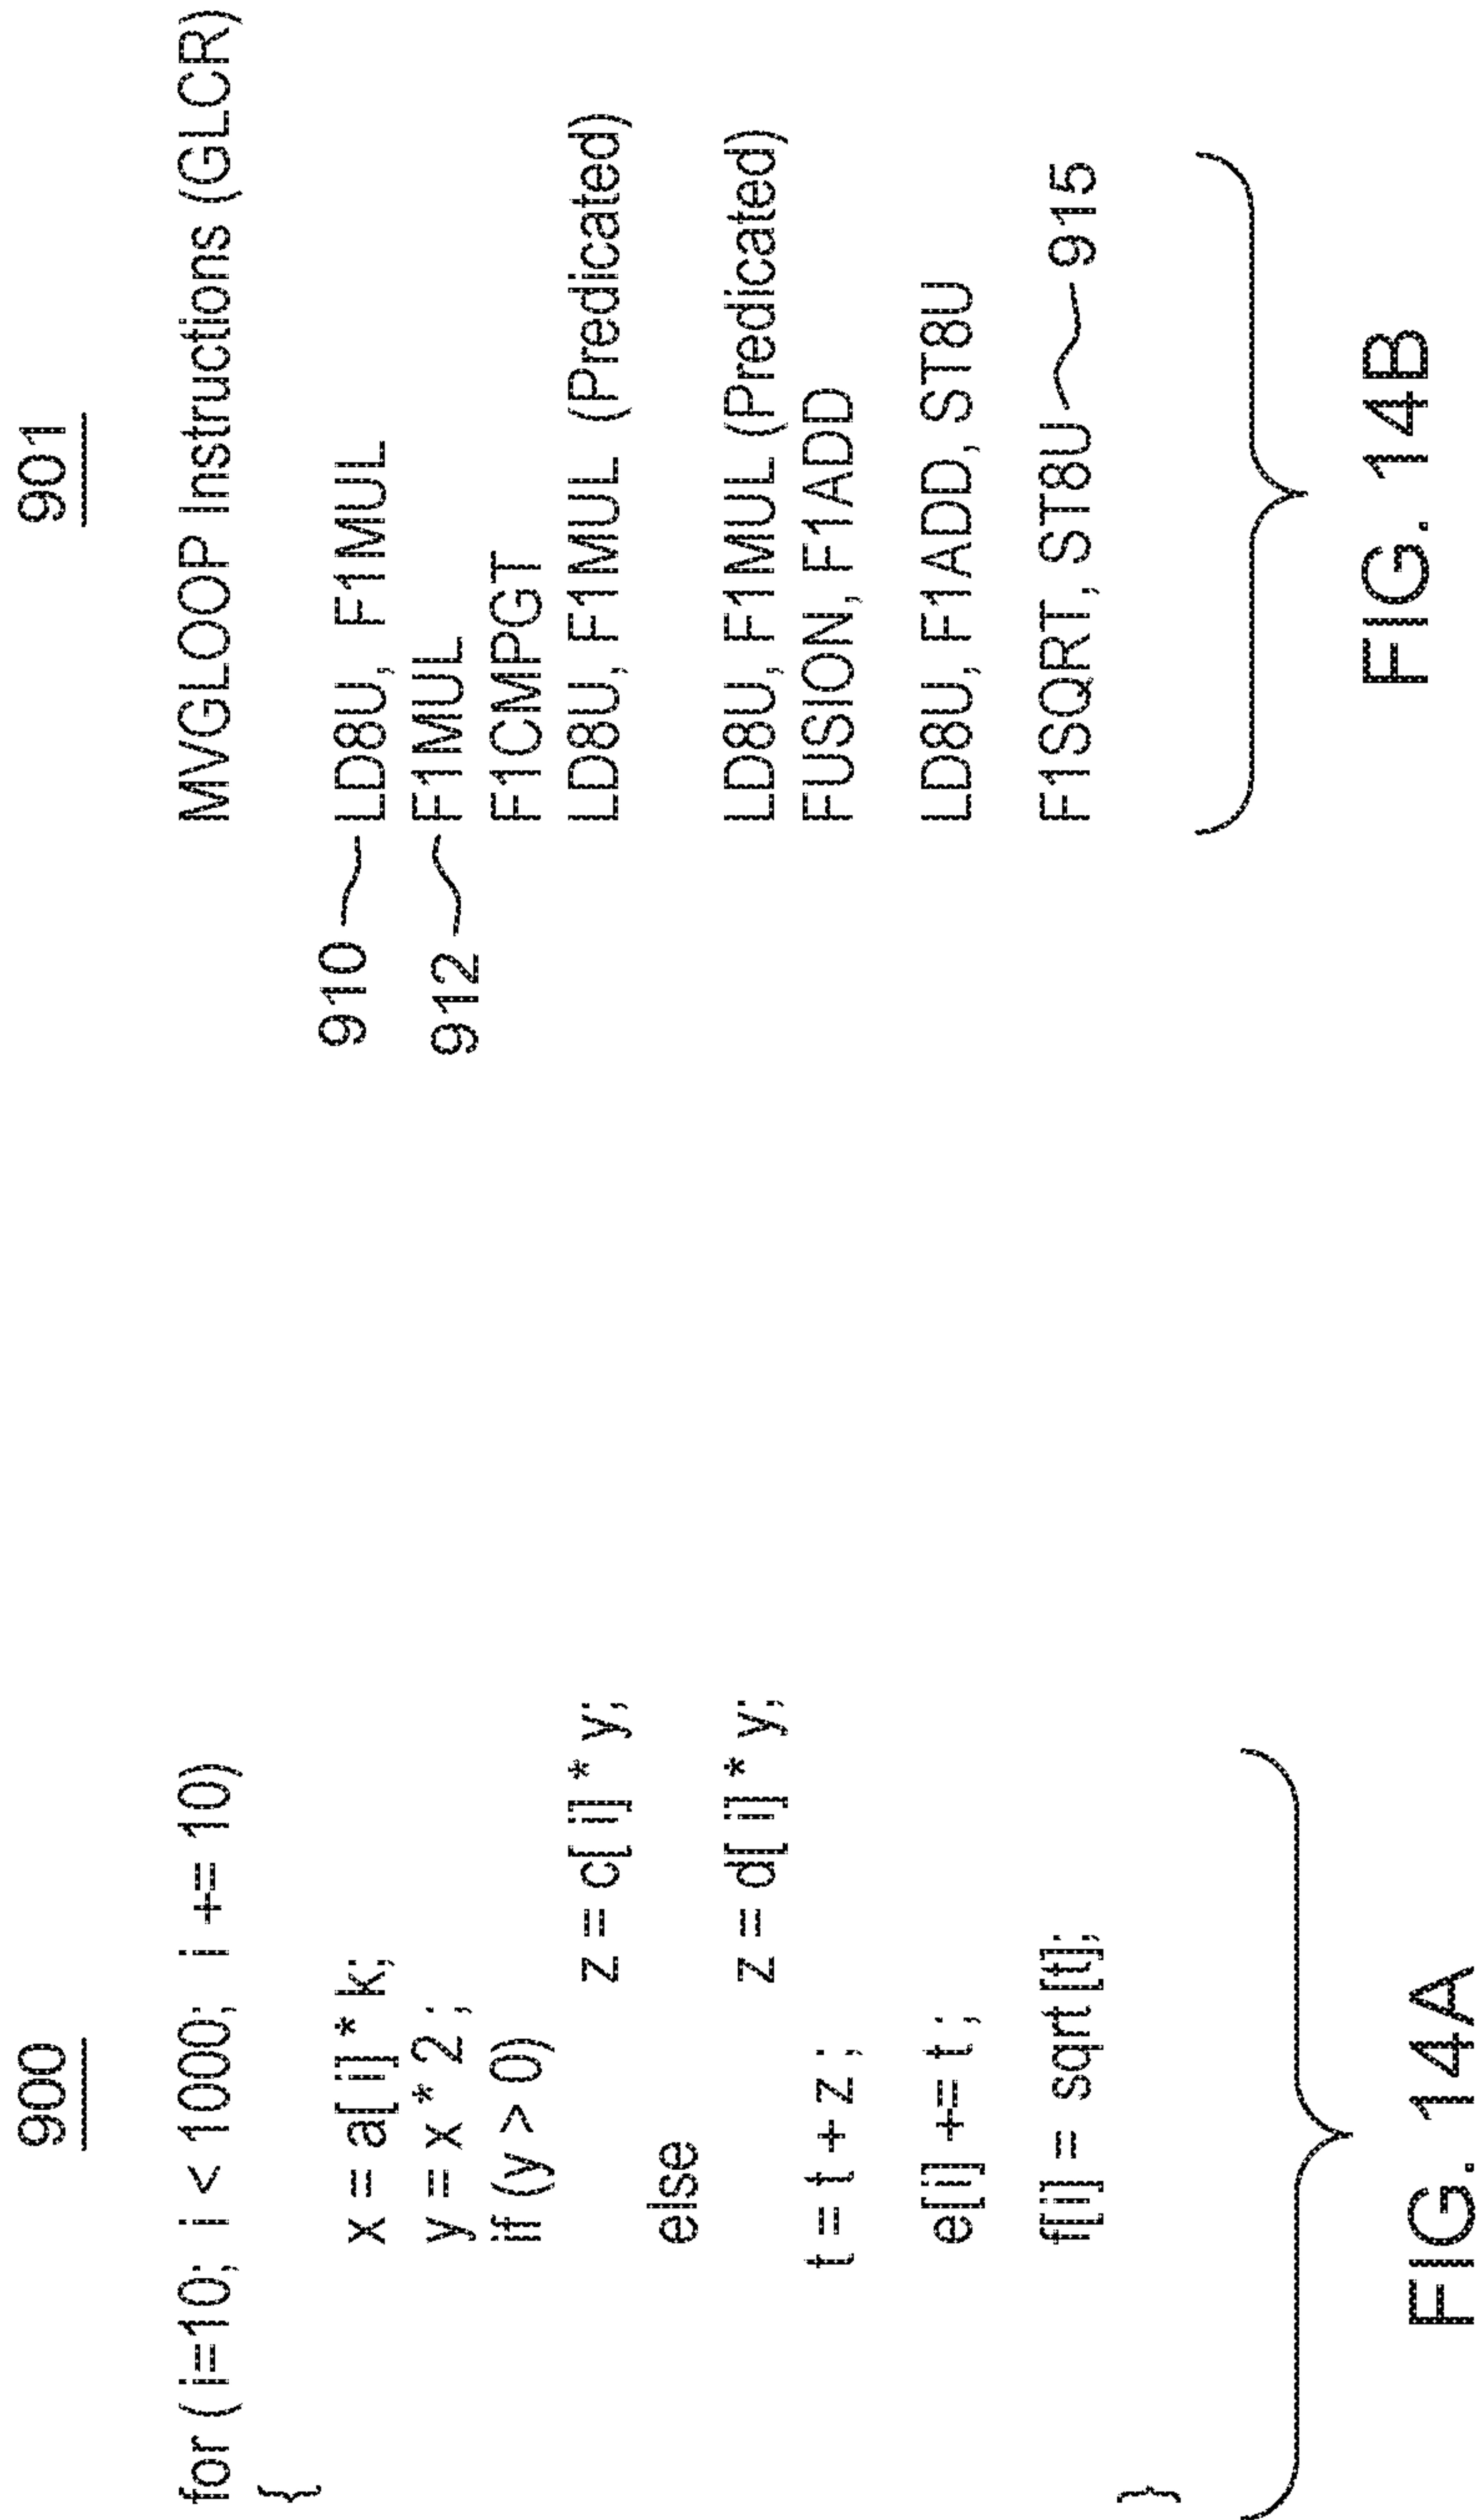 900
for (i=10; i < 1000; i += 10)
{
x = a[i] * k;
y = x * 2 ;
if (y > 0)
z = c[ i] * y;
else
z = d[ i] * y;
t = t + z ;
e[i] += t ;
f[i] = sqrt [t];
}
FIG. 14A
901
MVGLOOP Instructions (GLCR)
910
LD8U, F1MUL
912
F1MUL
F1CMPGT
LD8U, F1MUL (Predicated)
LD8U, F1MUL (Predicated)
FUSION, F1ADD
LD8U, F1ADD, ST8U
F1SQRT, ST8U
915
FIG. 14B